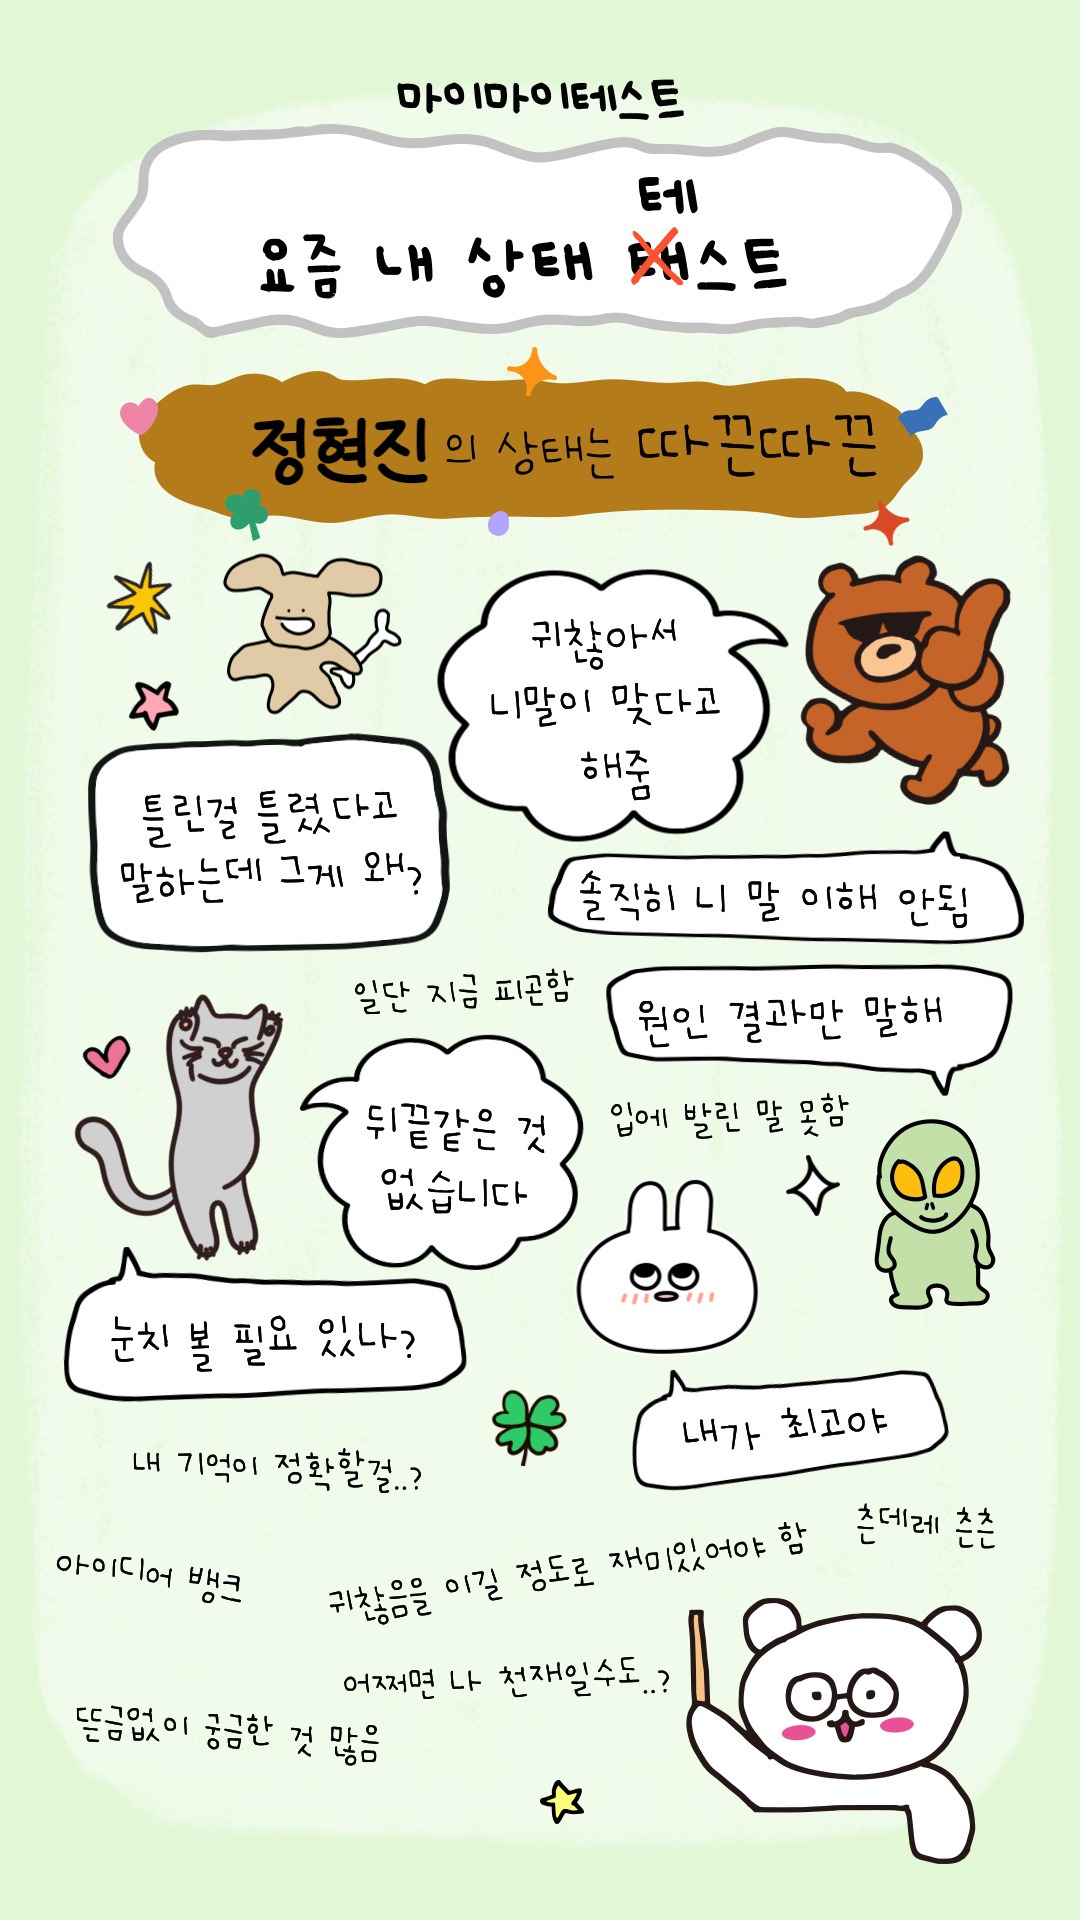 마이마이테스트
테
요즘 내 상태 태스트
정현진의 상태는 따끈따끈
귀찮아서
니말이 맞다고
해줌
틀린걸 틀렸다고
말하는데 그게 왜?
솔직히 니 말 이해 안됨
일단 지금 피곤함
원인 결과만 말해
뒤끝같은 것
없습니다
입에 발린 말 못함
눈치 볼 필요 있나?
내가 최고야
내 기억이 정확할걸..?
츤데레 츤츤
아이디어 뱅크
귀찮음을 이길 정도로 재미있어야 함
어쩌면 나 천재일수도..?
뜬금없이 궁금한 것 많음